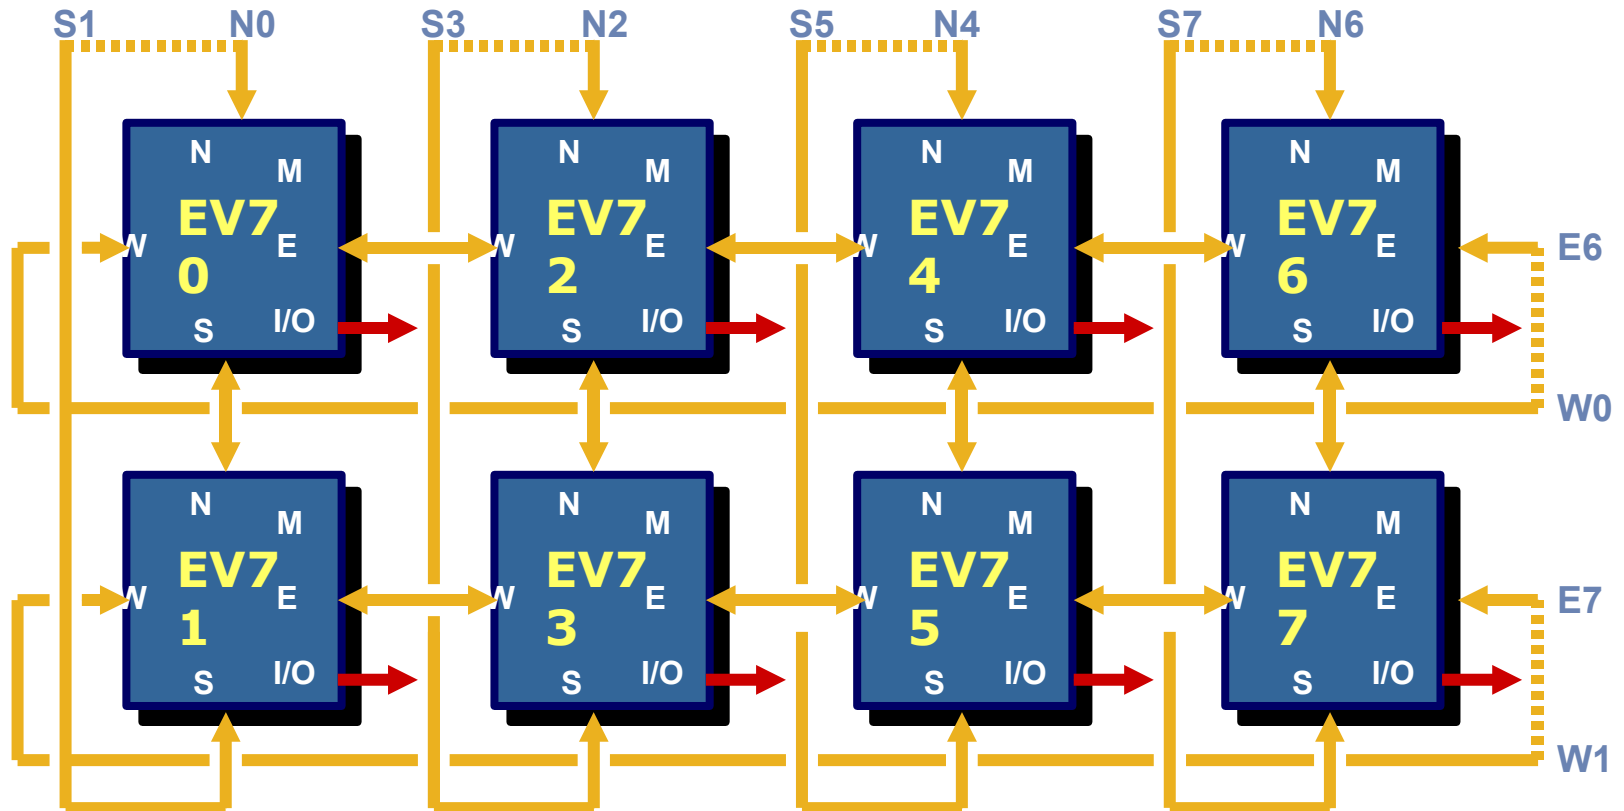 S1 N0 S3 N2 S5 N4 S7 N6
N N N N
M M M M
EV7 EV7 EV7 EV7
W E W E W E W E E6
0 2 4 6
S I/O S I/O S I/O S I/O
W0
N N N N
M M M M
EV7 EV7 EV7 EV7
W E W E W E W E E7
1 3 5 7
S I/O S I/O S I/O S I/O
W1